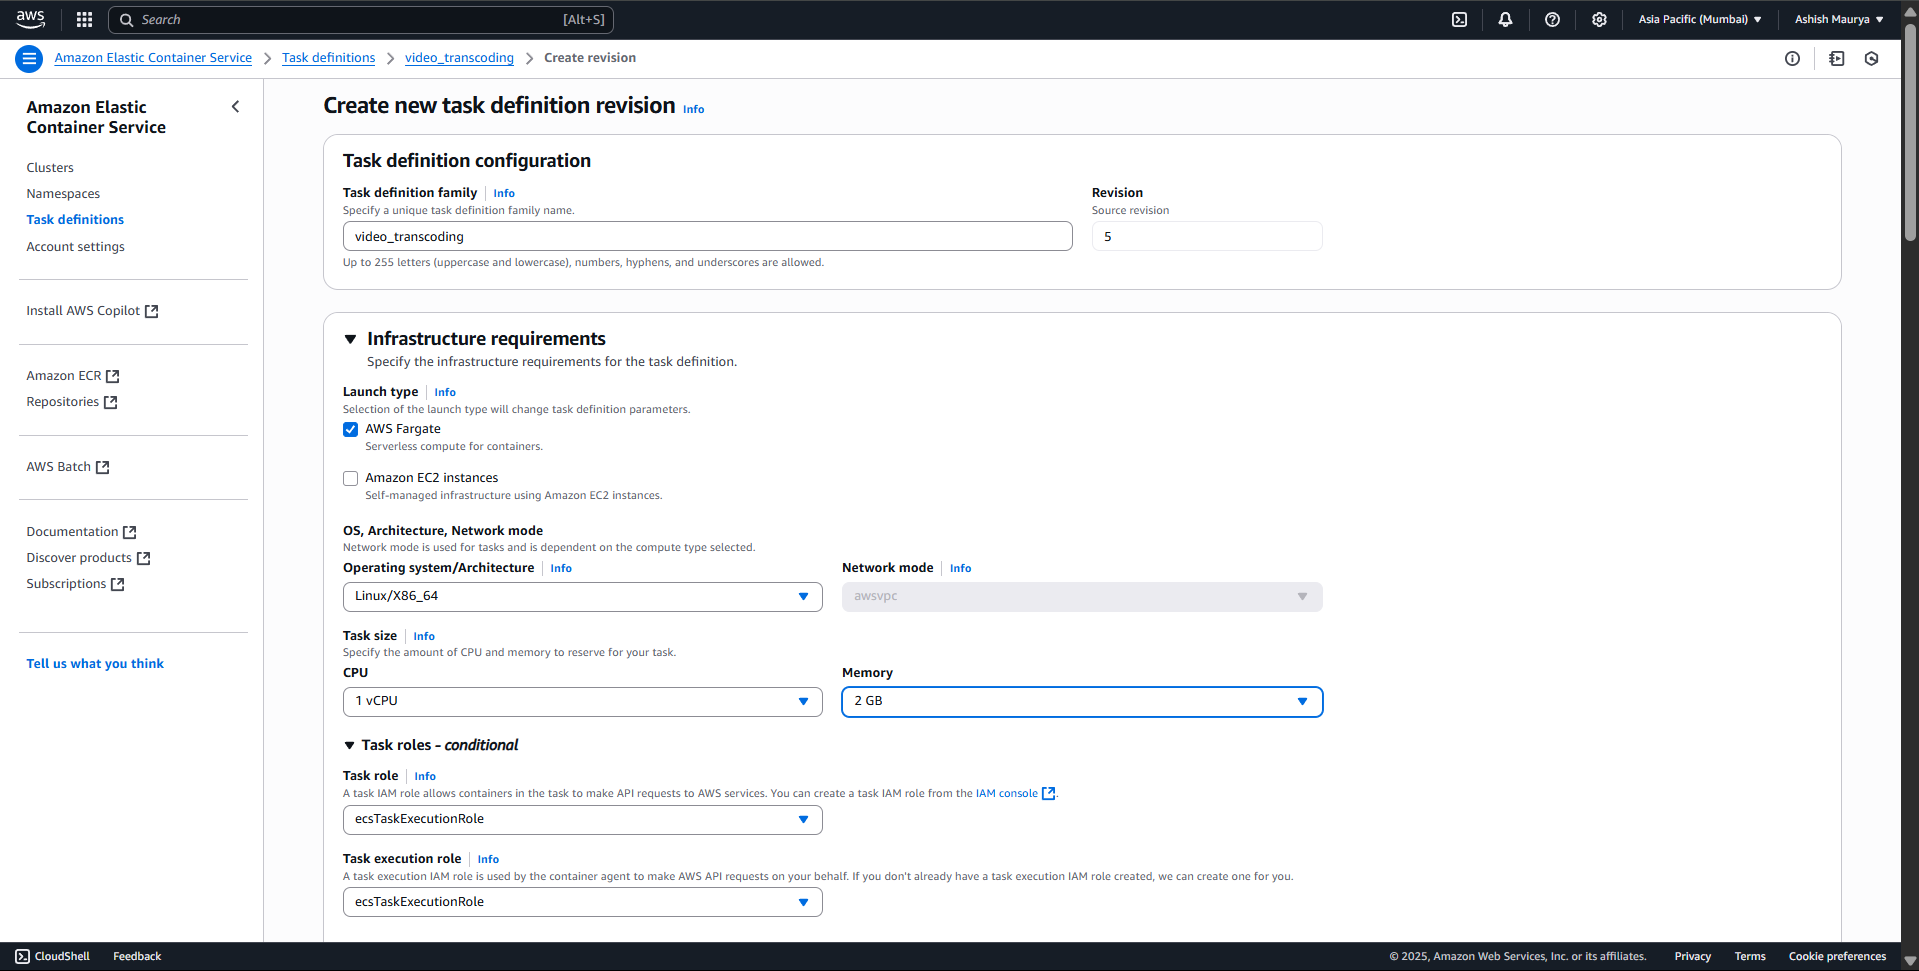 aws
Search [Alt+S]
Asia Pacific (Mumbai)
Ashish Maurya
Amazon Elastic Container Service
Task definitions
video_transcoding
Create revision
Amazon Elastic
Container Service
Clusters
Namespaces
Task definitions
Account settings
Install AWS Copilot
Amazon ECR
Repositories
AWS Batch
Documentation
Discover products
Subscriptions
Tell us what you think
Create new task definition revision Info
Task definition configuration
Task definition family Info
Specify a unique task definition family name.
video_transcoding
Up to 255 letters (uppercase and lowercase), numbers, hyphens, and underscores are allowed.
Revision
Source revision
5
Infrastructure requirements
Specify the infrastructure requirements for the task definition.
Launch type Info
Selection of the launch type will change task definition parameters.
AWS Fargate
Serverless compute for containers.
Amazon EC2 instances
Self-managed infrastructure using Amazon EC2 instances.
OS, Architecture, Network mode
Network mode is used for tasks and is dependent on the compute type selected.
Operating system/Architecture Info
Linux/X86_64
Network mode Info
awsvpc
Task size Info
Specify the amount of CPU and memory to reserve for your task.
CPU
1 vCPU
Memory
2 GB
Task roles - conditional
Task role Info
A task IAM role allows containers in the task to make API requests to AWS services. You can create a task IAM role from the IAM console.
ecsTaskExecutionRole
Task execution role Info
A task execution IAM role is used by the container agent to make AWS API requests on your behalf. If you don't already have a task execution IAM role created, we can create one for you.
ecsTaskExecutionRole
CloudShell
Feedback
© 2025, Amazon Web Services, Inc. or its affiliates.
Privacy
Terms
Cookie preferences